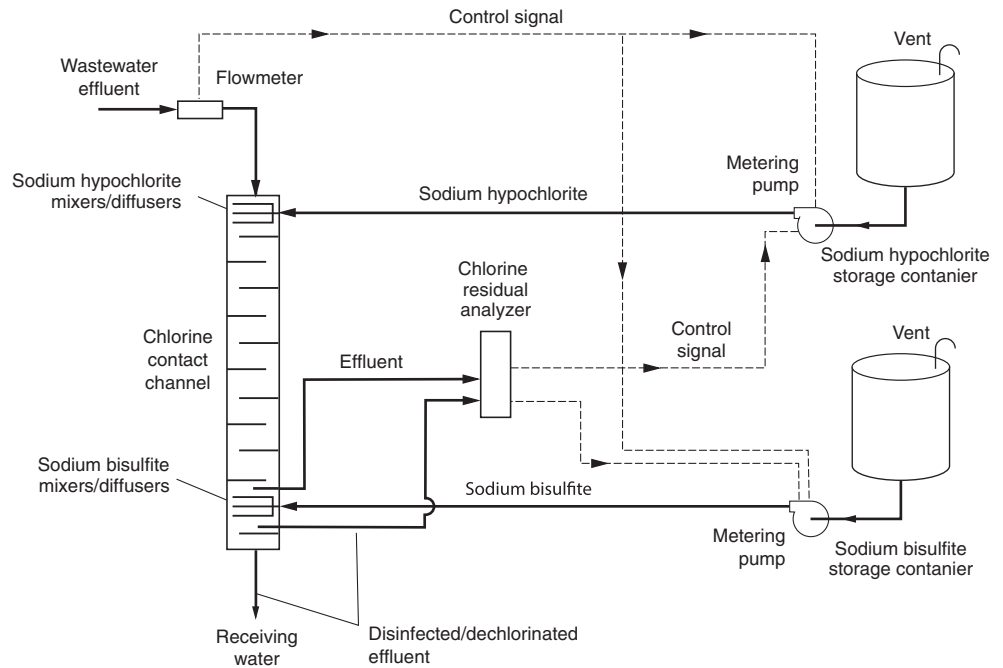 Control signal
Vent
Wastewater
effluent
Flowmeter
Metering
pump
Sodium hypochlorite
mixers/diffusers
Sodium hypochlorite
Sodium hypochlorite
storage contanier
Chlorine
residual
analyzer
Chlorine
contact
channel
Effluent
Control
signal
Vent
Sodium bisulfite
mixers/diffusers
Sodium bisulfite
Metering
pump
Sodium bisulfite
storage contanier
Receiving
water
Disinfected/dechlorinated
effluent